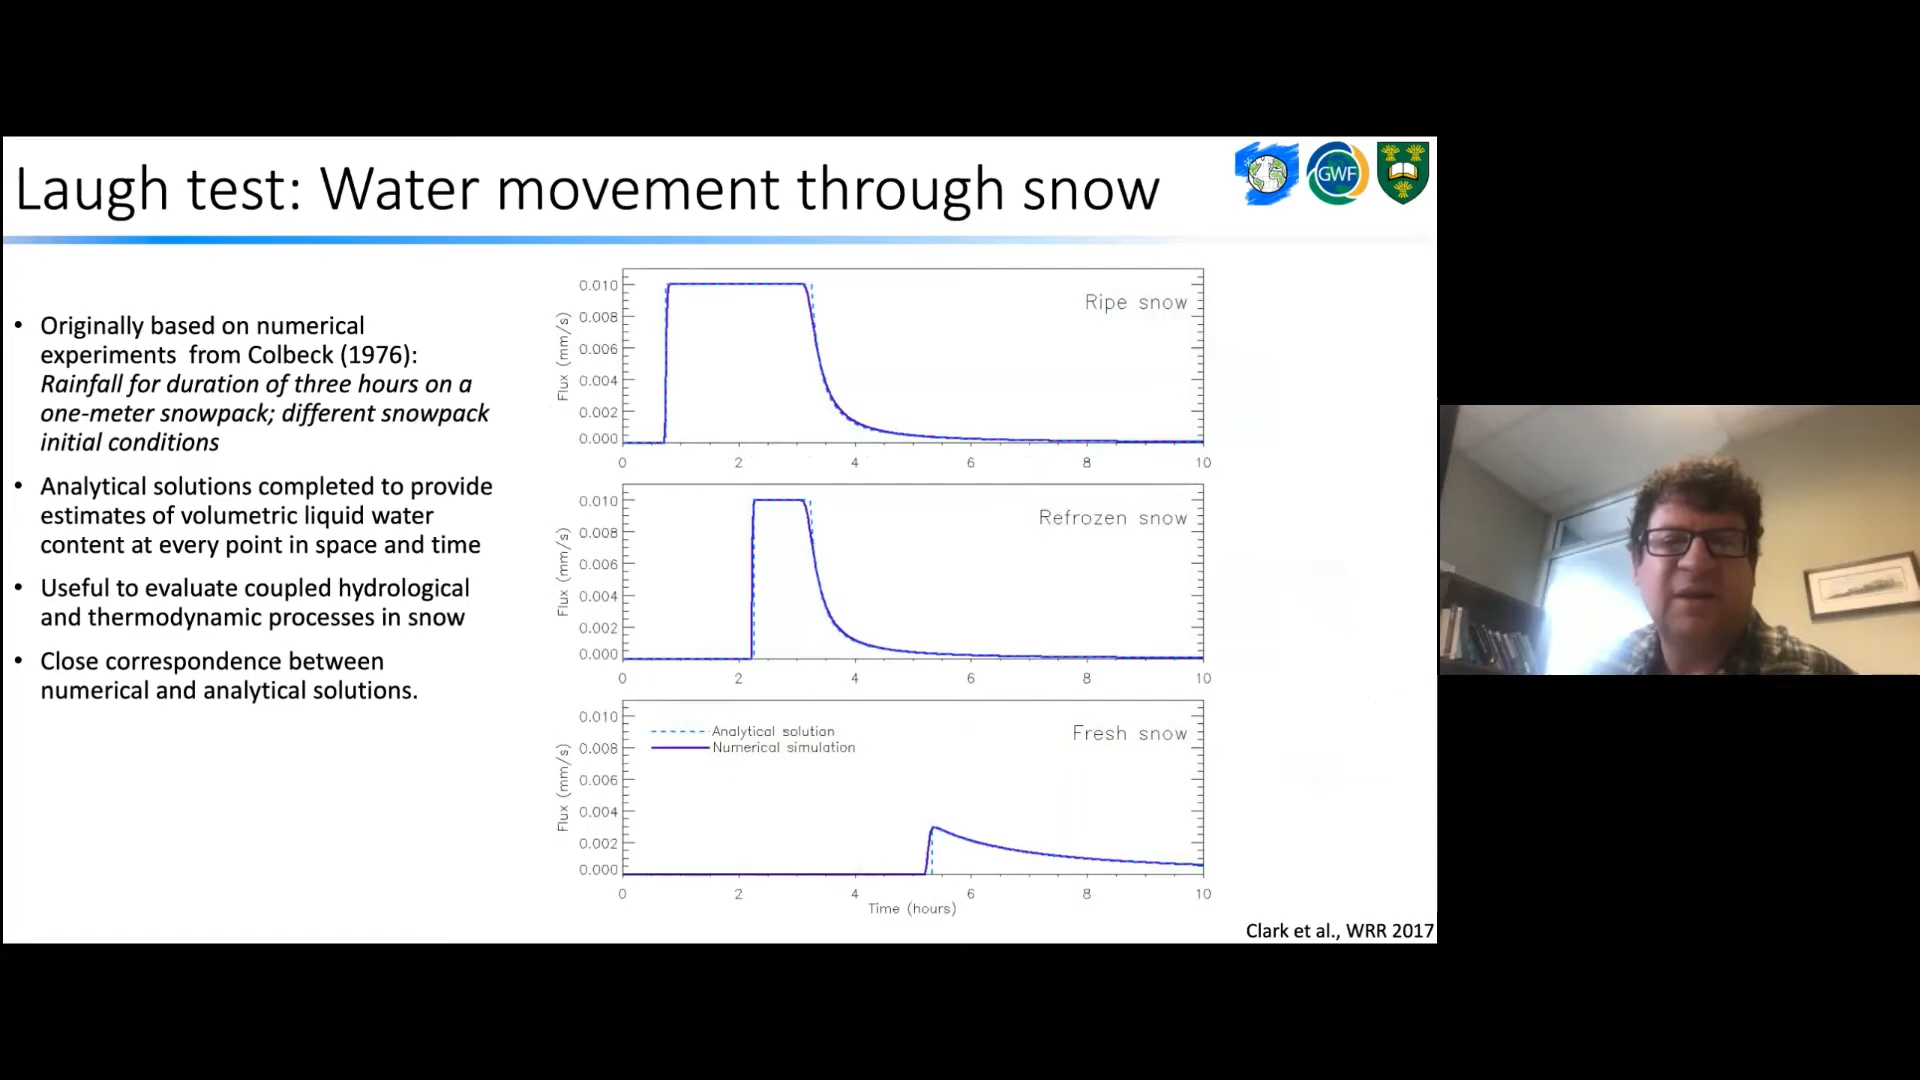 Laugh test: Water movement through snow
GWF
• Originally based on numerical
experiments from Colbeck (1976):
Rainfall for duration of three hours on a
one-meter snowpack; different snowpack
initial conditions
• Analytical solutions completed to provide
estimates of volumetric liquid water
content at every point in space and time
• Useful to evaluate coupled hydrological
and thermodynamic processes in snow
• Close correspondence between
numerical and analytical solutions.
Ripe snow
Flux (mm/s)
0.010
0.008
0.006
0.004
0.002
0.000
0 2 4 6 8 10
Refrozen snow
Flux (mm/s)
0.010
0.008
0.006
0.004
0.002
0.000
0 2 4 6 8 10
Fresh snow
Analytical solution
Numerical simulation
Flux (mm/s)
0.010
0.008
0.006
0.004
0.002
0.000
0 2 4 6 8 10
Time (hours)
Clark et al., WRR 2017